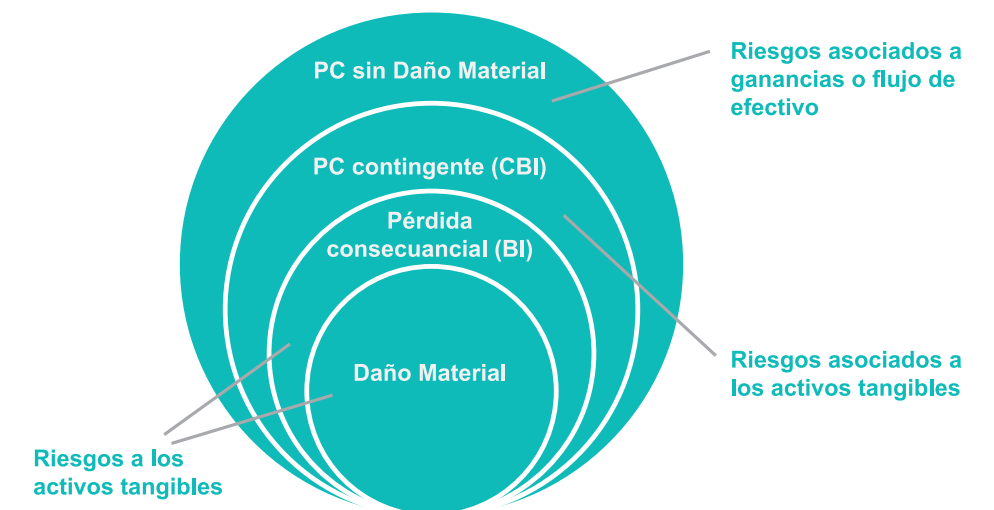 PC sin Daño Material
Riesgos asociados a
ganancias o flujo de
efectivo
PC contingente (CBI)
Pérdida
consecuancial (BI)
Daño Material
Riesgos asociados a
los activos tangibles
Riesgos a los
activos tangibles